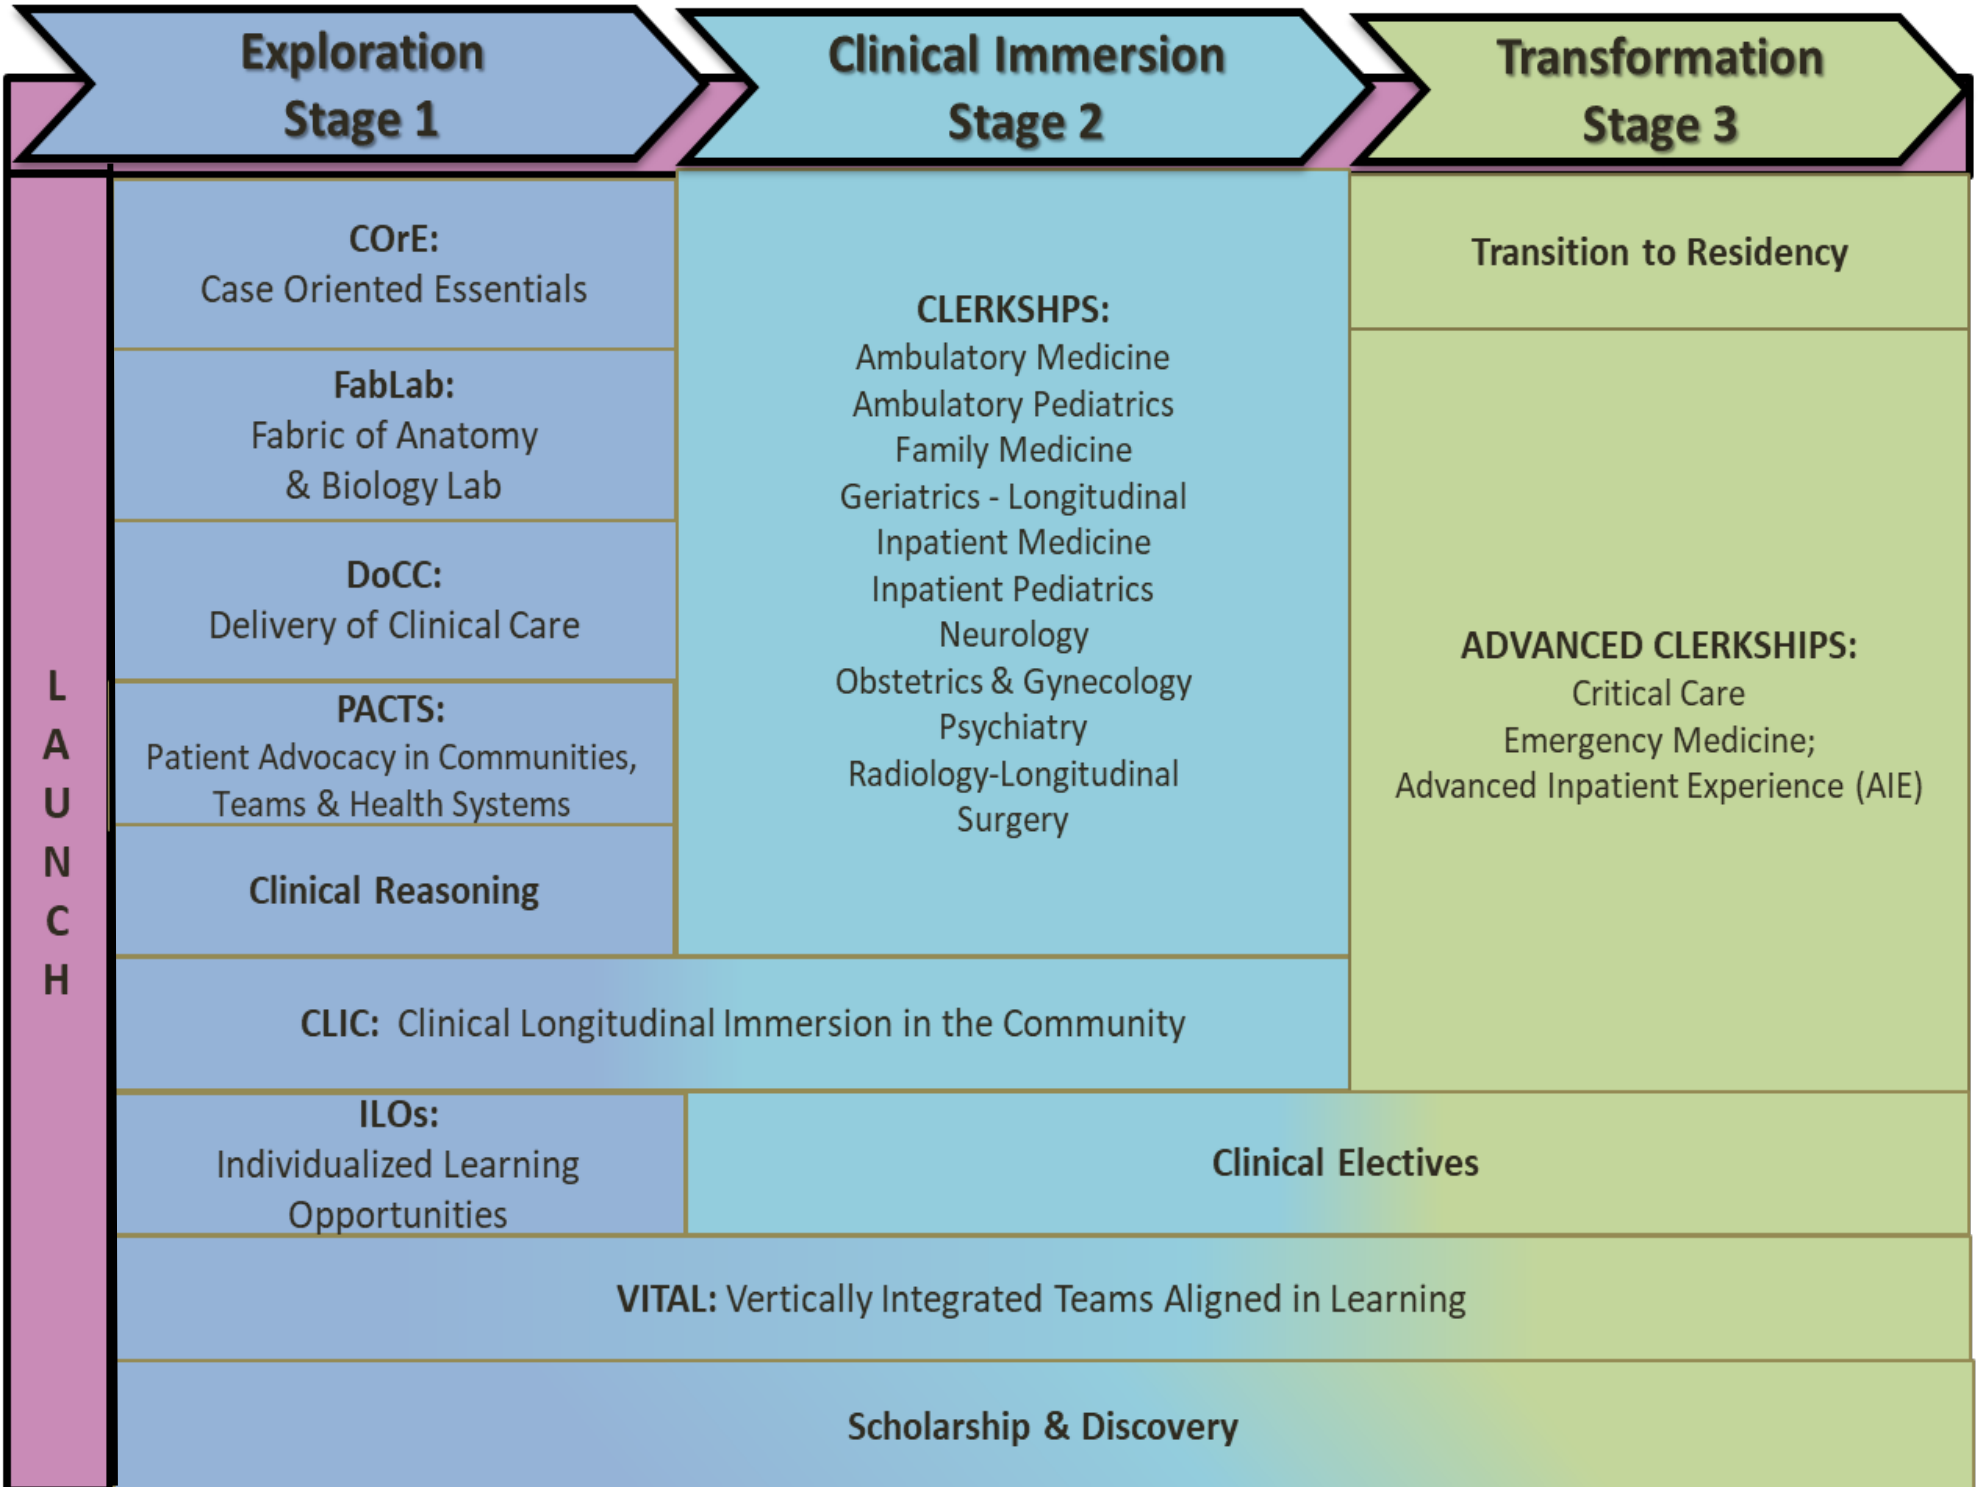 Exploration
Stage 1
Clinical Immersion
Stage 2
Transformation
Stage 3
LAUNCH
COrE:
Case Oriented Essentials
FabLab:
Fabric of Anatomy
& Biology Lab
DoCC:
Delivery of Clinical Care
PACTS:
Patient Advocacy in Communities,
Teams & Health Systems
Clinical Reasoning
CLERKSHPS:
Ambulatory Medicine
Ambulatory Pediatrics
Family Medicine
Geriatrics - Longitudinal
Inpatient Medicine
Inpatient Pediatrics
Neurology
Obstetrics & Gynecology
Psychiatry
Radiology-Longitudinal
Surgery
Transition to Residency
ADVANCED CLERKSHIPS:
Critical Care
Emergency Medicine;
Advanced Inpatient Experience (AIE)
CLIC: Clinical Longitudinal Immersion in the Community
ILOs:
Individualized Learning
Opportunities
Clinical Electives
VITAL: Vertically Integrated Teams Aligned in Learning
Scholarship & Discovery